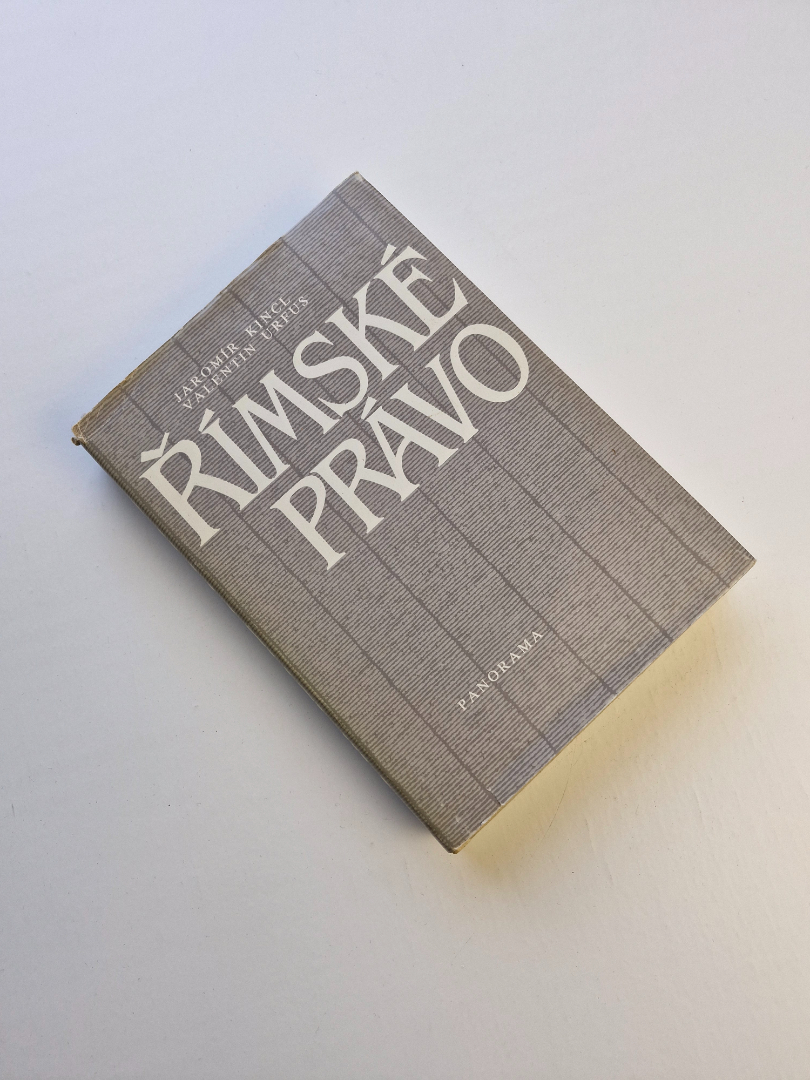 JAROMÍR KINCL
VALENTIN URFUS
ŘÍMSKÉ
PRÁVO
PANORAMA